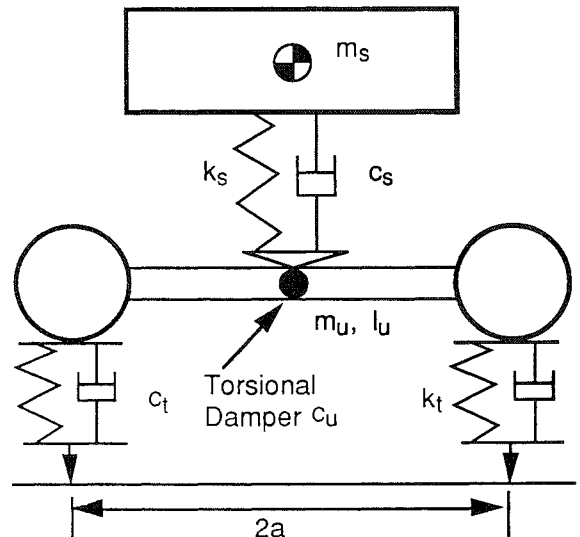 m_s
k_s
c_s
m_u, I_u
Torsional
Damper c_u
c_t
k_t
2a